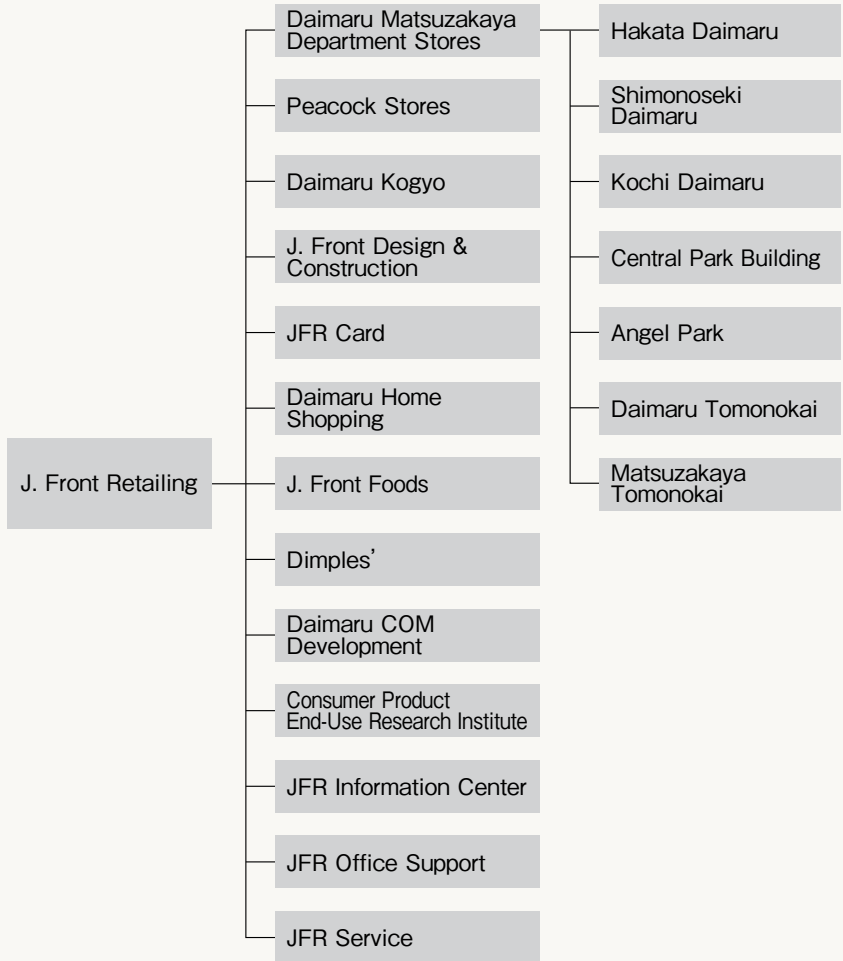 J. Front Retailing
Daimaru Matsuzakaya
Department Stores
Peacock Stores
Daimaru Kogyo
J. Front Design &
Construction
JFR Card
Daimaru Home
Shopping
J. Front Foods
Dimples’
Daimaru COM
Development
Consumer Product
End-Use Research Institute
JFR Information Center
JFR Office Support
JFR Service
Hakata Daimaru
Shimonoseki
Daimaru
Kochi Daimaru
Central Park Building
Angel Park
Daimaru Tomonokai
Matsuzakaya
Tomonokai